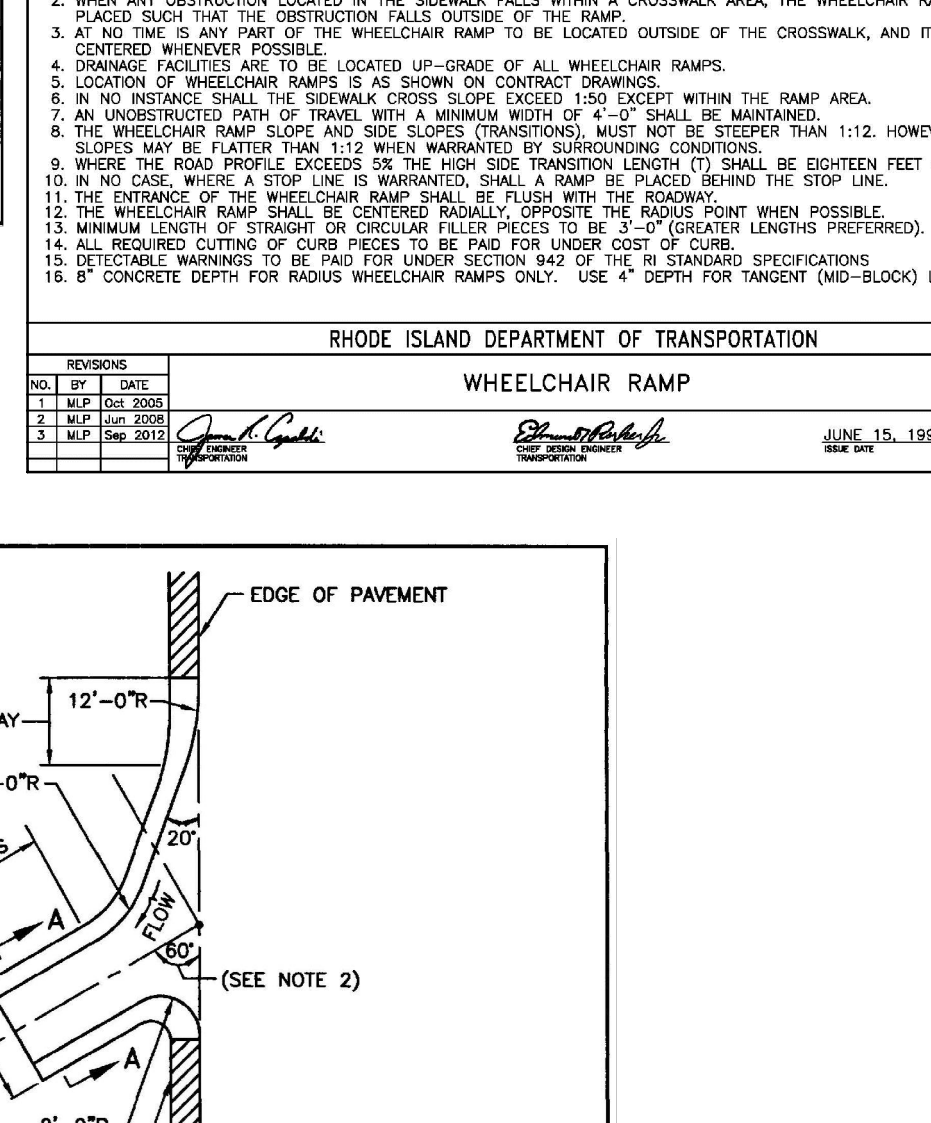 2. WHEN ANY OBSTRUCTION LOCATED IN THE SIDEWALK FALLS WITHIN A CROSSWALK AREA, THE WHEELCHAIR
PLACED SUCH THAT THE OBSTRUCTION FALLS OUTSIDE OF THE RAMP.
3. AT NO TIME IS ANY PART OF THE WHEELCHAIR RAMP TO BE LOCATED OUTSIDE OF THE CROSSWALK, AND
CENTERED WHENEVER POSSIBLE.
4. DRAINAGE FACILITIES ARE TO BE LOCATED UP-GRADE OF ALL WHEELCHAIR RAMPS.
5. LOCATION OF WHEELCHAIR RAMPS IS AS SHOWN ON CONTRACT DRAWINGS.
6. IN NO INSTANCE SHALL THE SIDEWALK CROSS SLOPE EXCEED 1:50 EXCEPT WITHIN THE RAMP AREA.
7. AN UNOBSTRUCTED PATH OF TRAVEL WITH A MINIMUM WIDTH OF 4'-0" SHALL BE MAINTAINED.
8. THE WHEELCHAIR RAMP SLOPE AND SIDE SLOPES (TRANSITIONS), MUST NOT BE STEEPER THAN 1:12. HOWEV
SLOPES MAY BE FLATTER THAN 1:12 WHEN WARRANTED BY SURROUNDING CONDITIONS.
9. WHERE THE ROAD PROFILE EXCEEDS 5% THE HIGH SIDE TRANSITION LENGTH (T) SHALL BE EIGHTEEN FEET
10. IN NO CASE, WHERE A STOP LINE IS WARRANTED, SHALL A RAMP BE PLACED BEHIND THE STOP LINE.
11. THE ENTRANCE OF THE WHEELCHAIR RAMP SHALL BE FLUSH WITH THE ROADWAY.
12. THE WHEELCHAIR RAMP SHALL BE CENTERED RADIALLY, OPPOSITE THE RADIUS POINT WHEN POSSIBLE.
13. MINIMUM LENGTH OF STRAIGHT OR CIRCULAR FILLER PIECES TO BE 3'-0" (GREATER LENGTHS PREFERRED).
14. ALL REQUIRED CUTTING OF CURB PIECES TO BE PAID FOR UNDER COST OF CURB.
15. DETECTABLE WARNINGS TO BE PAID FOR UNDER SECTION 942 OF THE RI STANDARD SPECIFICATIONS
16. 8" CONCRETE DEPTH FOR RADIUS WHEELCHAIR RAMPS ONLY. USE 4" DEPTH FOR TANGENT (MID-BLOCK)
RHODE ISLAND DEPARTMENT OF TRANSPORTATION
REVISIONS
NO. BY DATE
1 MLP Oct 2005
2 MLP Jun 2008
3 MLP Sep 2012
WHEELCHAIR RAMP
CHIEF ENGINEER
TRANSPORTATION
CHIEF DESIGN ENGINEER
TRANSPORTATION
JUNE 15, 199
ISSUE DATE
EDGE OF PAVEMENT
12'-0"R
AY
-0"R
20°
S
A
FLOW
60°
(SEE NOTE 2)
A